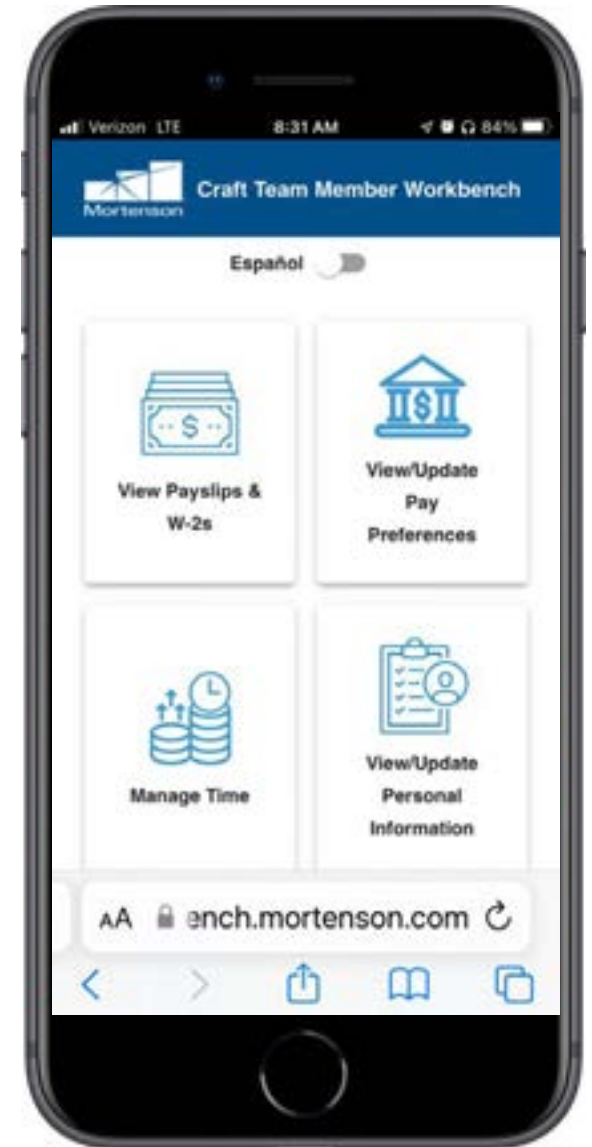 Verizon LTE 8:31 AM 84%
Mortenson
Craft Team Member Workbench
Español
View Payslips &
W-2s
$
View/Update
Pay
Preferences
Manage Time
View/Update
Personal
Information
AA ench.mortenson.com